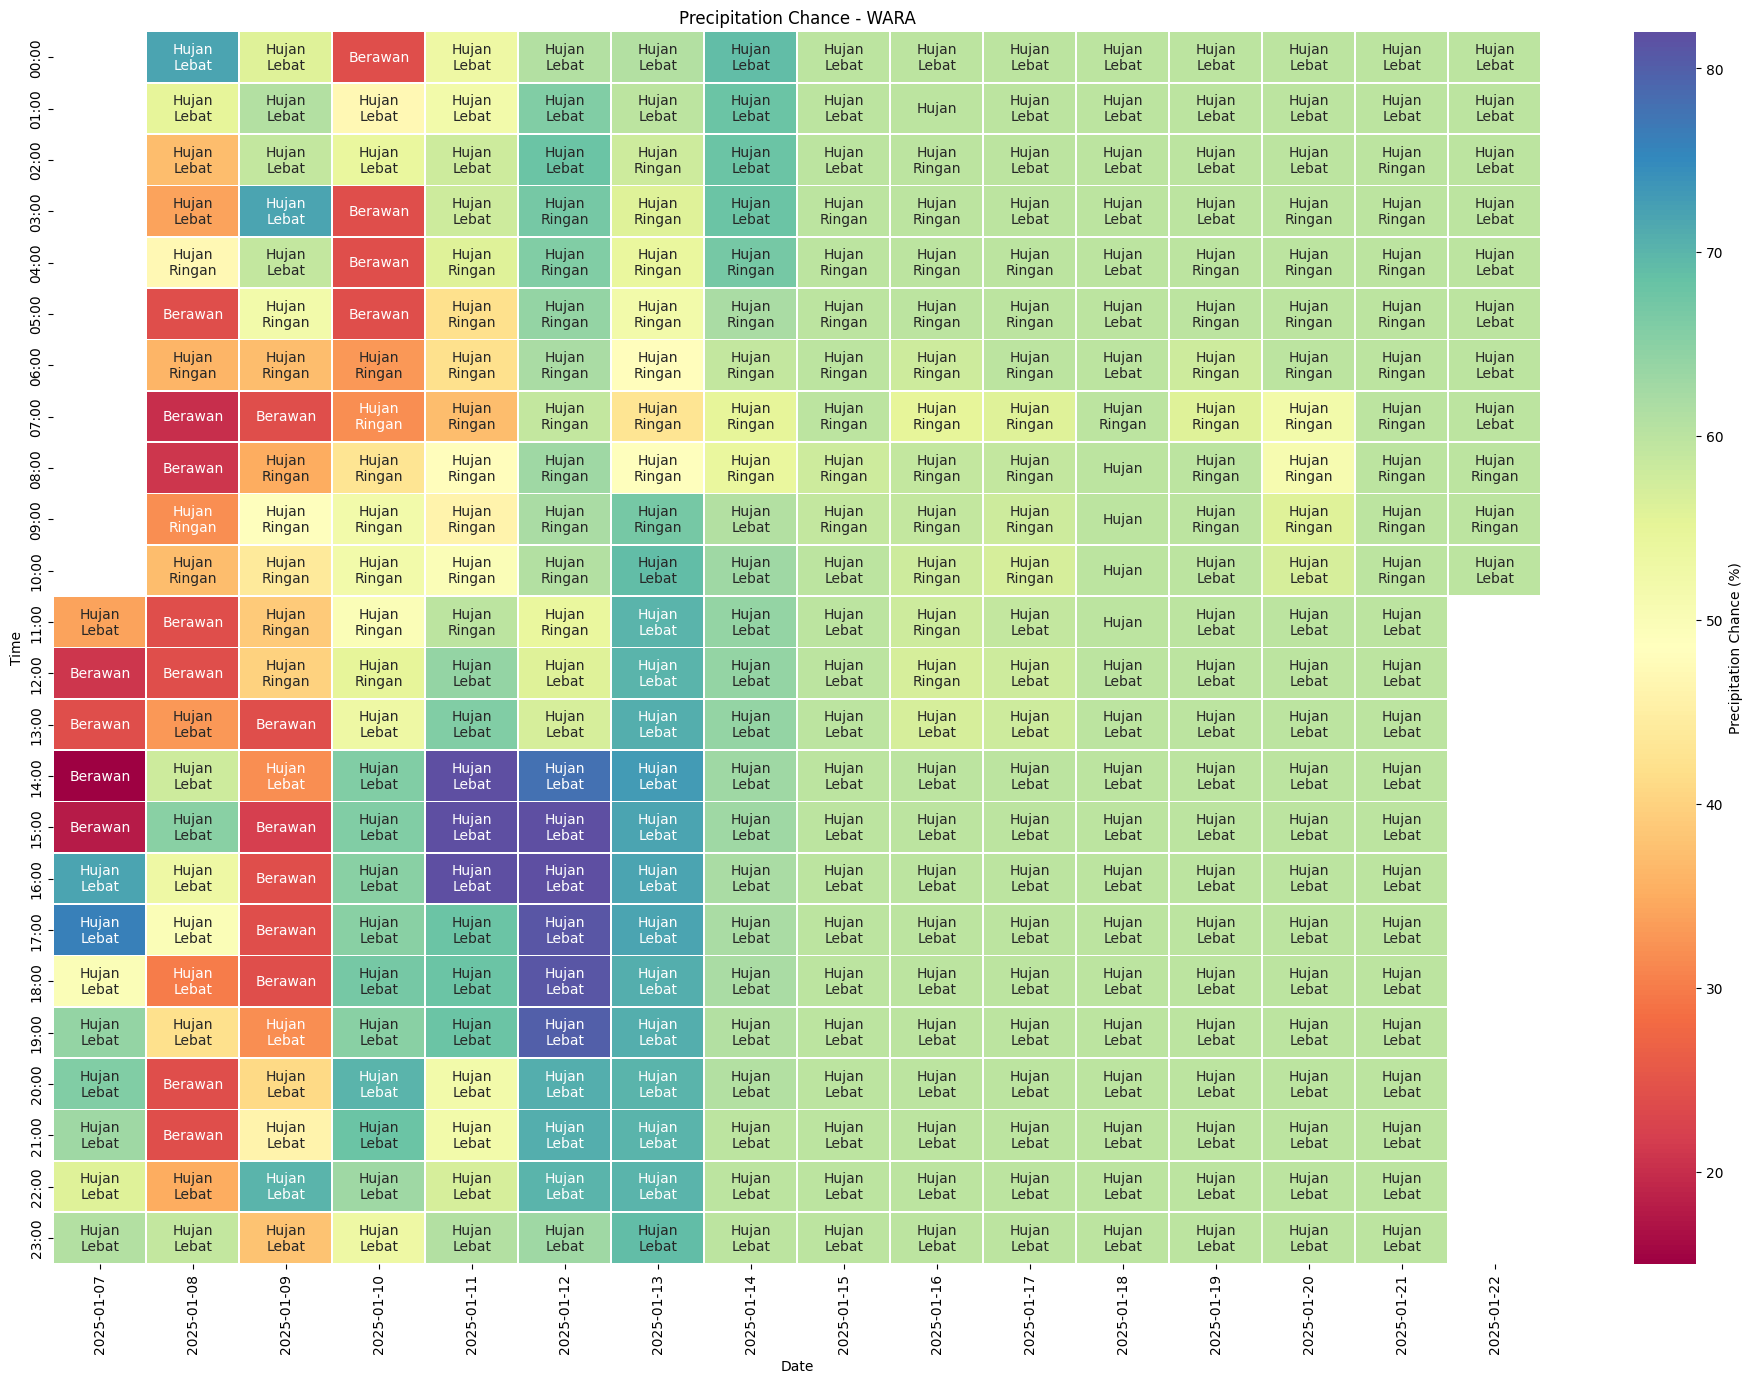 Precipitation Chance - WARA
00:00 Hujan Lebat Hujan Lebat Berawan Hujan Lebat Hujan Lebat Hujan Lebat Hujan Lebat Hujan Lebat Hujan Lebat Hujan Lebat Hujan Lebat Hujan Lebat Hujan Lebat Hujan Lebat Hujan Lebat
01:00 Hujan Lebat Hujan Lebat Hujan Lebat Hujan Lebat Hujan Lebat Hujan Lebat Hujan Lebat Hujan Lebat Hujan Hujan Lebat Hujan Lebat Hujan Lebat Hujan Lebat Hujan Lebat Hujan Lebat
02:00 Hujan Lebat Hujan Lebat Hujan Lebat Hujan Lebat Hujan Lebat Hujan Ringan Hujan Lebat Hujan Lebat Hujan Ringan Hujan Lebat Hujan Lebat Hujan Lebat Hujan Lebat Hujan Ringan Hujan Lebat
03:00 Hujan Lebat Hujan Lebat Berawan Hujan Lebat Hujan Ringan Hujan Ringan Hujan Lebat Hujan Ringan Hujan Ringan Hujan Lebat Hujan Lebat Hujan Lebat Hujan Ringan Hujan Ringan Hujan Lebat
04:00 Hujan Ringan Hujan Lebat Berawan Hujan Ringan Hujan Ringan Hujan Ringan Hujan Ringan Hujan Ringan Hujan Ringan Hujan Ringan Hujan Lebat Hujan Ringan Hujan Ringan Hujan Ringan Hujan Lebat
05:00 Berawan Hujan Ringan Berawan Hujan Ringan Hujan Ringan Hujan Ringan Hujan Ringan Hujan Ringan Hujan Ringan Hujan Ringan Hujan Lebat Hujan Ringan Hujan Ringan Hujan Ringan Hujan Lebat
06:00 Hujan Ringan Hujan Ringan Hujan Ringan Hujan Ringan Hujan Ringan Hujan Ringan Hujan Ringan Hujan Ringan Hujan Ringan Hujan Ringan Hujan Lebat Hujan Ringan Hujan Ringan Hujan Ringan Hujan Lebat
07:00 Berawan Berawan Hujan Ringan Hujan Ringan Hujan Ringan Hujan Ringan Hujan Ringan Hujan Ringan Hujan Ringan Hujan Ringan Hujan Ringan Hujan Ringan Hujan Ringan Hujan Ringan Hujan Lebat
08:00 Berawan Hujan Ringan Hujan Ringan Hujan Ringan Hujan Ringan Hujan Ringan Hujan Ringan Hujan Ringan Hujan Ringan Hujan Ringan Hujan Hujan Ringan Hujan Ringan Hujan Ringan Hujan Ringan
09:00 Hujan Ringan Hujan Ringan Hujan Ringan Hujan Ringan Hujan Ringan Hujan Ringan Hujan Lebat Hujan Ringan Hujan Ringan Hujan Ringan Hujan Hujan Ringan Hujan Ringan Hujan Ringan Hujan Ringan
10:00 Hujan Ringan Hujan Ringan Hujan Ringan Hujan Ringan Hujan Ringan Hujan Lebat Hujan Lebat Hujan Lebat Hujan Ringan Hujan Ringan Hujan Hujan Lebat Hujan Lebat Hujan Ringan Hujan Lebat
11:00 Hujan Lebat Berawan Hujan Ringan Hujan Ringan Hujan Ringan Hujan Ringan Hujan Lebat Hujan Lebat Hujan Lebat Hujan Ringan Hujan Lebat Hujan Hujan Lebat Hujan Lebat Hujan Lebat
12:00 Berawan Berawan Hujan Ringan Hujan Ringan Hujan Lebat Hujan Lebat Hujan Lebat Hujan Lebat Hujan Lebat Hujan Ringan Hujan Lebat Hujan Lebat Hujan Lebat Hujan Lebat Hujan Lebat
13:00 Berawan Hujan Lebat Berawan Hujan Lebat Hujan Lebat Hujan Lebat Hujan Lebat Hujan Lebat Hujan Lebat Hujan Lebat Hujan Lebat Hujan Lebat Hujan Lebat Hujan Lebat Hujan Lebat
14:00 Berawan Hujan Lebat Hujan Lebat Hujan Lebat Hujan Lebat Hujan Lebat Hujan Lebat Hujan Lebat Hujan Lebat Hujan Lebat Hujan Lebat Hujan Lebat Hujan Lebat Hujan Lebat Hujan Lebat
15:00 Berawan Hujan Lebat Berawan Hujan Lebat Hujan Lebat Hujan Lebat Hujan Lebat Hujan Lebat Hujan Lebat Hujan Lebat Hujan Lebat Hujan Lebat Hujan Lebat Hujan Lebat Hujan Lebat
16:00 Hujan Lebat Hujan Lebat Berawan Hujan Lebat Hujan Lebat Hujan Lebat Hujan Lebat Hujan Lebat Hujan Lebat Hujan Lebat Hujan Lebat Hujan Lebat Hujan Lebat Hujan Lebat Hujan Lebat
17:00 Hujan Lebat Hujan Lebat Berawan Hujan Lebat Hujan Lebat Hujan Lebat Hujan Lebat Hujan Lebat Hujan Lebat Hujan Lebat Hujan Lebat Hujan Lebat Hujan Lebat Hujan Lebat Hujan Lebat
18:00 Hujan Lebat Hujan Lebat Berawan Hujan Lebat Hujan Lebat Hujan Lebat Hujan Lebat Hujan Lebat Hujan Lebat Hujan Lebat Hujan Lebat Hujan Lebat Hujan Lebat Hujan Lebat Hujan Lebat
19:00 Hujan Lebat Hujan Lebat Hujan Lebat Hujan Lebat Hujan Lebat Hujan Lebat Hujan Lebat Hujan Lebat Hujan Lebat Hujan Lebat Hujan Lebat Hujan Lebat Hujan Lebat Hujan Lebat Hujan Lebat
20:00 Hujan Lebat Berawan Hujan Lebat Hujan Lebat Hujan Lebat Hujan Lebat Hujan Lebat Hujan Lebat Hujan Lebat Hujan Lebat Hujan Lebat Hujan Lebat Hujan Lebat Hujan Lebat Hujan Lebat
21:00 Hujan Lebat Berawan Hujan Lebat Hujan Lebat Hujan Lebat Hujan Lebat Hujan Lebat Hujan Lebat Hujan Lebat Hujan Lebat Hujan Lebat Hujan Lebat Hujan Lebat Hujan Lebat Hujan Lebat
22:00 Hujan Lebat Hujan Lebat Hujan Lebat Hujan Lebat Hujan Lebat Hujan Lebat Hujan Lebat Hujan Lebat Hujan Lebat Hujan Lebat Hujan Lebat Hujan Lebat Hujan Lebat Hujan Lebat Hujan Lebat
23:00 Hujan Lebat Hujan Lebat Hujan Lebat Hujan Lebat Hujan Lebat Hujan Lebat Hujan Lebat Hujan Lebat Hujan Lebat Hujan Lebat Hujan Lebat Hujan Lebat Hujan Lebat Hujan Lebat Hujan Lebat
Time
2025-01-07 2025-01-08 2025-01-09 2025-01-10 2025-01-11 2025-01-12 2025-01-13 2025-01-14 2025-01-15 2025-01-16 2025-01-17 2025-01-18 2025-01-19 2025-01-20 2025-01-21 2025-01-22
Date
80
70
60
50
40
30
20
Precipitation Chance (%)